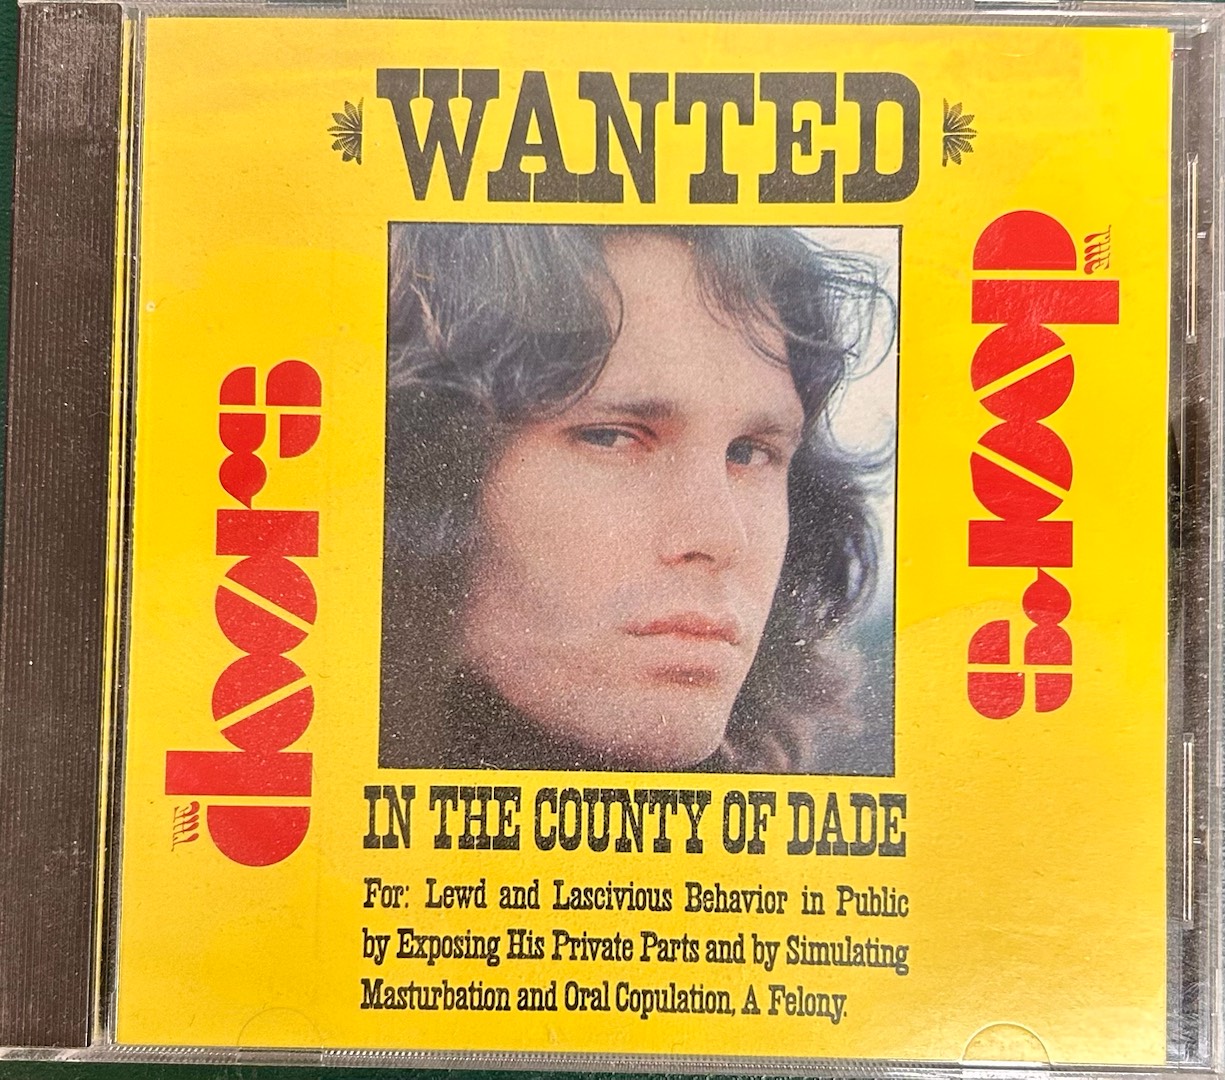 WANTED
THE
doors
THE
doors
IN THE COUNTY OF DADE
For: Lewd and Lascivious Behavior in Public
by Exposing His Private Parts and by Simulating
Masturbation and Oral Copulation, A Felony.